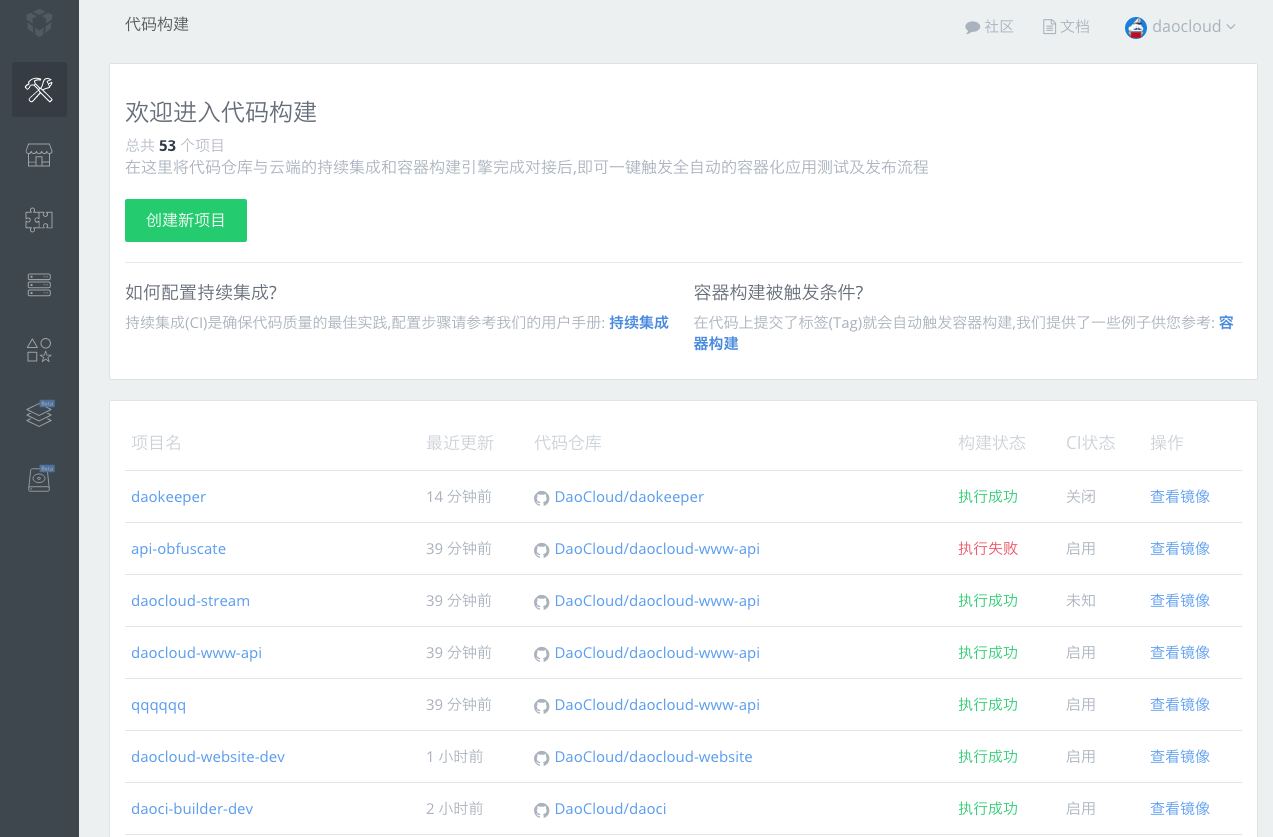 代码构建
社区
文档
daocloud
欢迎进入代码构建
总共 53 个项目
在这里将代码仓库与云端的持续集成和容器构建引擎完成对接后,即可一键触发全自动的容器化应用测试及发布流程
创建新项目
如何配置持续集成?
持续集成(CI)是确保代码质量的最佳实践,配置步骤请参考我们的用户手册: 持续集成
容器构建被触发条件?
在代码上提交了标签(Tag)就会自动触发容器构建,我们提供了一些例子供您参考: 容
器构建
Beta
Beta
项目名 最近更新 代码仓库 构建状态 CI状态 操作
daokeeper 14 分钟前 DaoCloud/daokeeper 执行成功 关闭 查看镜像
api-obfuscate 39 分钟前 DaoCloud/daocloud-www-api 执行失败 启用 查看镜像
daocloud-stream 39 分钟前 DaoCloud/daocloud-www-api 执行成功 未知 查看镜像
daocloud-www-api 39 分钟前 DaoCloud/daocloud-www-api 执行成功 启用 查看镜像
qqqqqq 39 分钟前 DaoCloud/daocloud-www-api 执行成功 启用 查看镜像
daocloud-website-dev 1 小时前 DaoCloud/daocloud-website 执行成功 启用 查看镜像
daoci-builder-dev 2 小时前 DaoCloud/daoci 执行成功 启用 查看镜像